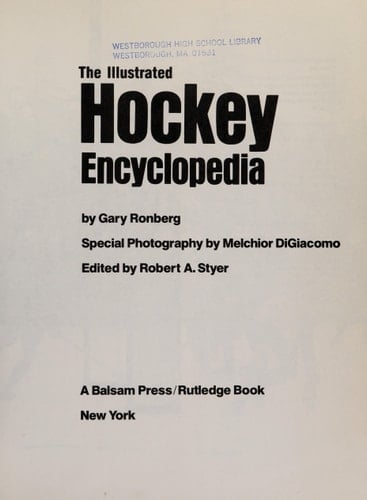 WESTBOROUGH HIGH SCHOOL LIBRARY
WESTBOROUGH, MA 01581
The Illustrated
Hockey
Encyclopedia
by Gary Ronberg
Special Photography by Melchior DiGiacomo
Edited by Robert A. Styer
A Balsam Press/Rutledge Book
New York